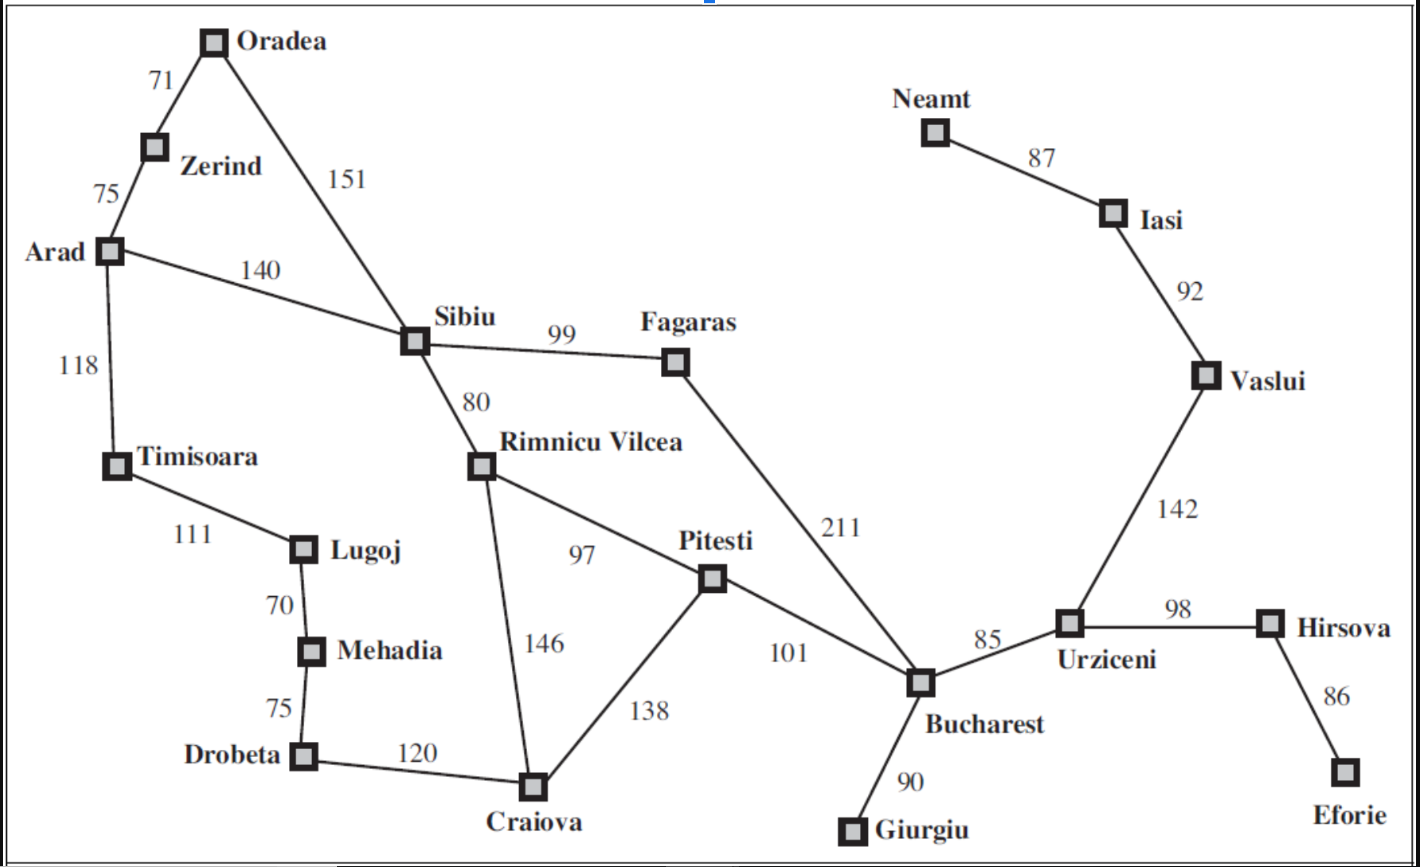 Oradea
71
Neamt
87
Zerind
151
75
Iasi
Arad
140
92
Sibiu
Fagaras
99
118
Vaslui
80
Rimnicu Vilcea
Timisoara
142
111
211
Lugoj
97
Pitesti
70
98
Hirsova
146
85
Mehadia
101
Urziceni
75
138
86
Bucharest
Drobeta
120
90
Craiova
Giurgiu
Eforie